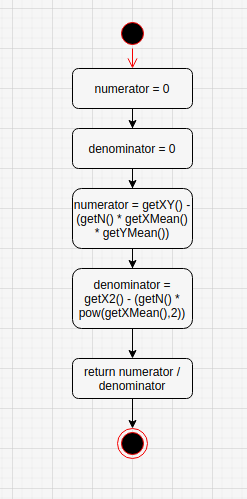 numerator = 0
denominator = 0
numerator = getXY() -
(getN() * getXMean()
* getYMean())
denominator =
getX2() - (getN() *
pow(getXMean(),2))
return numerator /
denominator